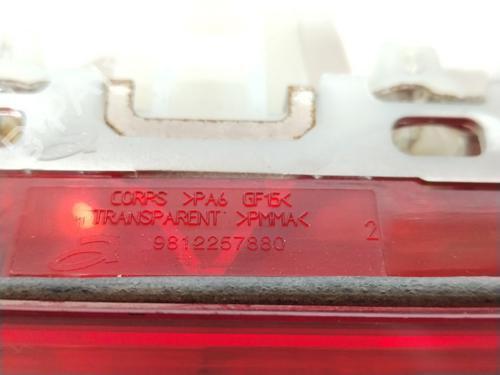 CORPS >PA6 GF15<
TRANSPARENT >PMMA<
9812257880
2